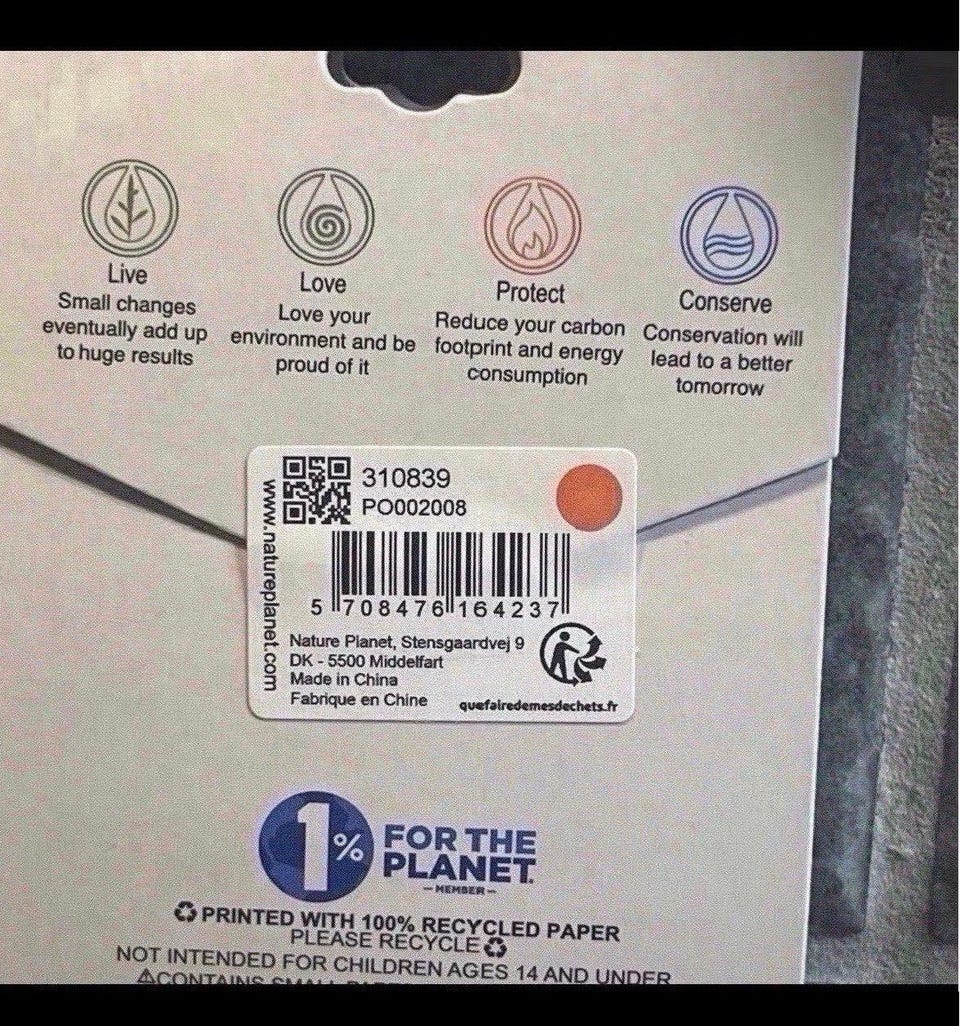 Live
Small changes
eventually add up
to huge results
Love
Love your
environment and be
proud of it
Protect
Reduce your carbon
footprint and energy
consumption
Conserve
Conservation will
lead to a better
tomorrow
310839
PO002008
www.natureplanet.com
5 708476 164237
Nature Planet, Stensgaardvej 9
DK - 5500 Middelfart
Made in China
Fabrique en Chine
quefairedemesdechets.fr
1%
FOR THE
PLANET.
- MEMBER -
PRINTED WITH 100% RECYCLED PAPER
PLEASE RECYCLE
NOT INTENDED FOR CHILDREN AGES 14 AND UNDER
CONTAINS SMALL